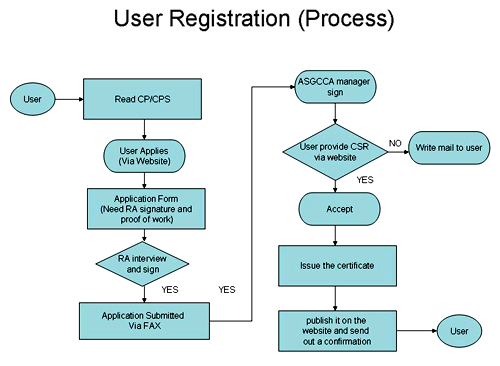 User Registration (Process)
User
Read CP/CPS
User Applies
(Via Website)
Application Form
(Need RA signature and
proof of work)
RA interview
and sign
YES
Application Submitted
Via FAX
YES
ASGCCA manager
sign
User provide CSR
via website
NO
Write mail to user
YES
Accept
Issue the certificate
publish it on the
website and send
out a confirmation
User